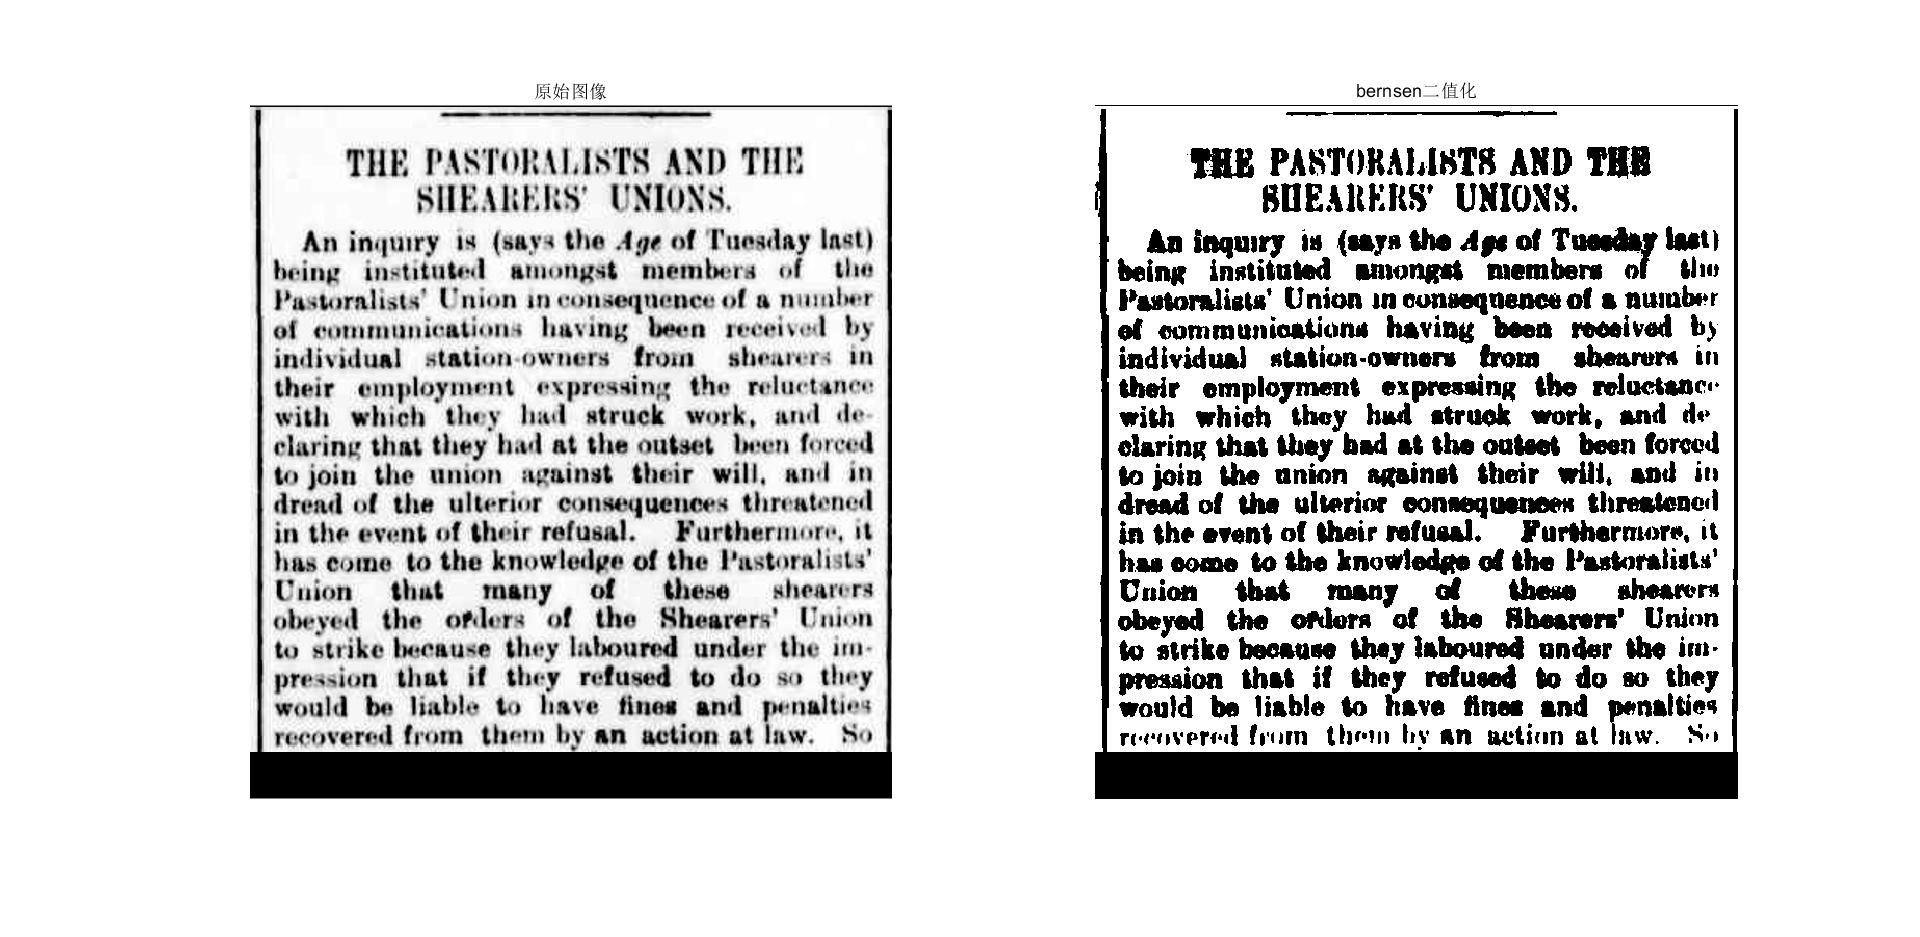 原始图像
THE PASTORALISTS AND THE
SHEARERS' UNIONS.
An inquiry is (says the Age of Tuesday last)
being instituted amongst members of the
Pastoralists' Union in consequence of a number
of communications having been received by
individual station-owners from shearers in
their employment expressing the reluctance
with which they had struck work, and de-
claring that they had at the outset been forced
to join the union against their will, and in
dread of the ulterior consequences threatened
in the event of their refusal. Furthermore, it
has come to the knowledge of the Pastoralists'
Union that many of these shearers
obeyed the orders of the Shearers' Union
to strike because they laboured under the im-
pression that if they refused to do so they
would be liable to have fines and penalties
recovered from them by an action at law. So
bernsen二值化
THE PASTORALISTS AND THE
SHEARERS' UNIONS.
An inquiry is (says the Age of Tuesday last)
being instituted amongst members of the
Pastoralists' Union in consequence of a number
of communications having been received by
individual station-owners from shearers in
their employment expressing the reluctance
with which they had struck work, and de-
claring that they had at the outset been forced
to join the union against their will, and in
dread of the ulterior consequences threatened
in the event of their refusal. Furthermore, it
has come to the knowledge of the Pastoralists'
Union that many of these shearers
obeyed the orders of the Shearers' Union
to strike because they laboured under the im-
pression that if they refused to do so they
would be liable to have fines and penalties
recovered from them by an action at law. So